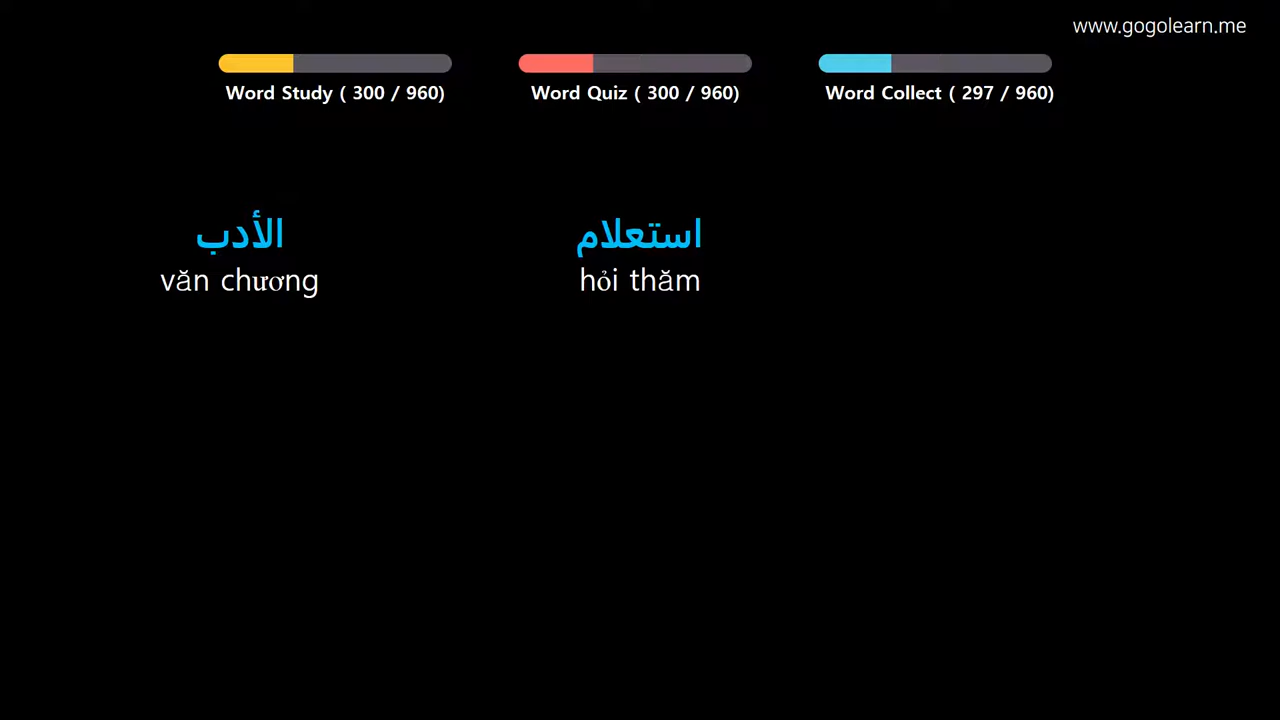 www.gogolearn.me
Word Study ( 300 / 960)
Word Quiz ( 300 / 960)
Word Collect ( 297 / 960)
الأدب
văn chương
استعلام
hỏi thăm